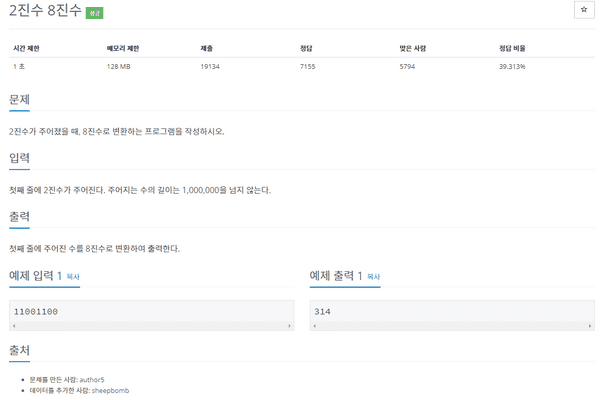 2진수 8진수 성공
☆
시간 제한 메모리 제한 제출 정답 맞은 사람 정답 비율
1 초 128 MB 19134 7155 5794 39.313%
문제
2진수가 주어졌을 때, 8진수로 변환하는 프로그램을 작성하시오.
입력
첫째 줄에 2진수가 주어진다. 주어지는 수의 길이는 1,000,000을 넘지 않는다.
출력
첫째 줄에 주어진 수를 8진수로 변환하여 출력한다.
예제 입력 1 복사 예제 출력 1 복사
11001100 314
출처
문제를 만든 사람: author5
데이터를 추가한 사람: sheepbomb